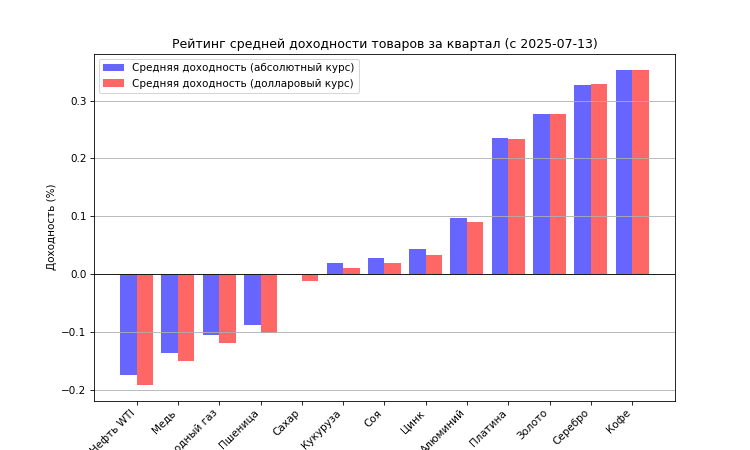 Рейтинг средней доходности товаров за квартал (с 2025-07-13)
Средняя доходность (абсолютный курс)
Средняя доходность (долларовый курс)
Доходность (%)
0.3
0.2
0.1
0.0
−0.1
−0.2
Нефть WTI
Медь
газ
Пшеница
Сахар
Кукуруза
Соя
Цинк
Алюминий
Платина
Золото
Серебро
Кофе